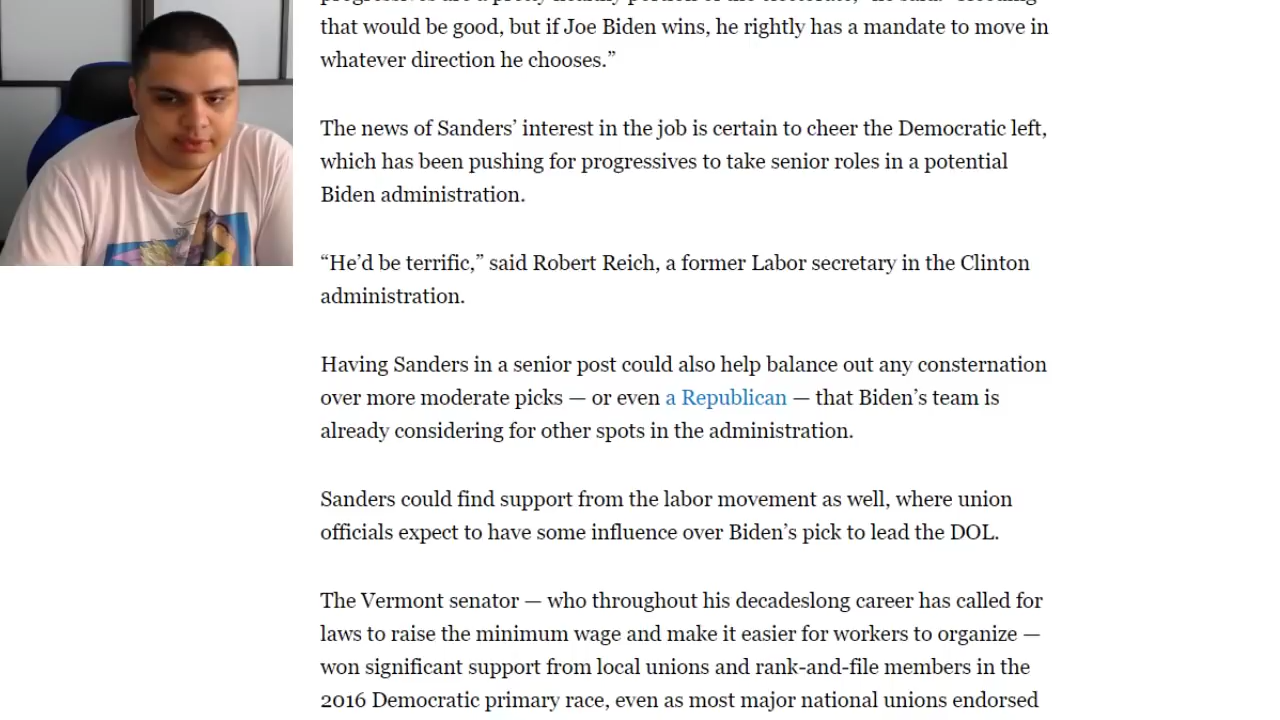 that would be good, but if Joe Biden wins, he rightly has a mandate to move in
whatever direction he chooses.”
The news of Sanders’ interest in the job is certain to cheer the Democratic left,
which has been pushing for progressives to take senior roles in a potential
Biden administration.
“He’d be terrific,” said Robert Reich, a former Labor secretary in the Clinton
administration.
Having Sanders in a senior post could also help balance out any consternation
over more moderate picks — or even a Republican — that Biden’s team is
already considering for other spots in the administration.
Sanders could find support from the labor movement as well, where union
officials expect to have some influence over Biden’s pick to lead the DOL.
The Vermont senator — who throughout his decadeslong career has called for
laws to raise the minimum wage and make it easier for workers to organize —
won significant support from local unions and rank-and-file members in the
2016 Democratic primary race, even as most major national unions endorsed